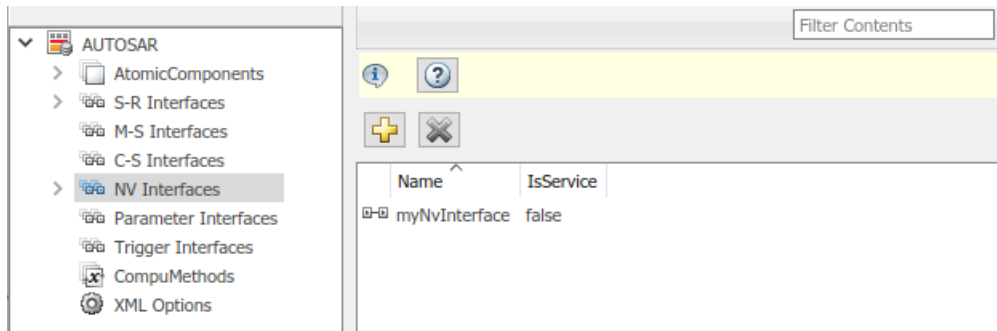 AUTOSAR
AtomicComponents
S-R Interfaces
M-S Interfaces
C-S Interfaces
NV Interfaces
Parameter Interfaces
Trigger Interfaces
CompuMethods
XML Options
Filter Contents
Name IsService
myNvInterface false